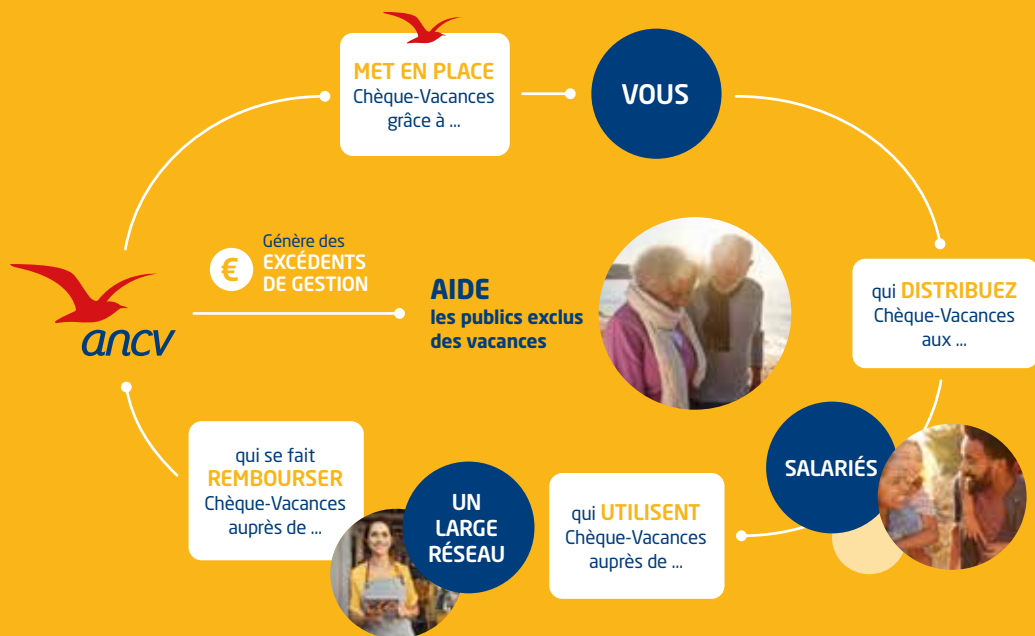 MET EN PLACE
Chèque-Vacances
grâce à ...
VOUS
qui DISTRIBUEZ
Chèque-Vacances
aux ...
SALARIÉS
qui UTILISENT
Chèque-Vacances
auprès de ...
UN
LARGE
RÉSEAU
qui se fait
REMBOURSER
Chèque-Vacances
auprès de ...
ancv
Génère des
EXCÉDENTS
DE GESTION
€
AIDE
les publics exclus
des vacances